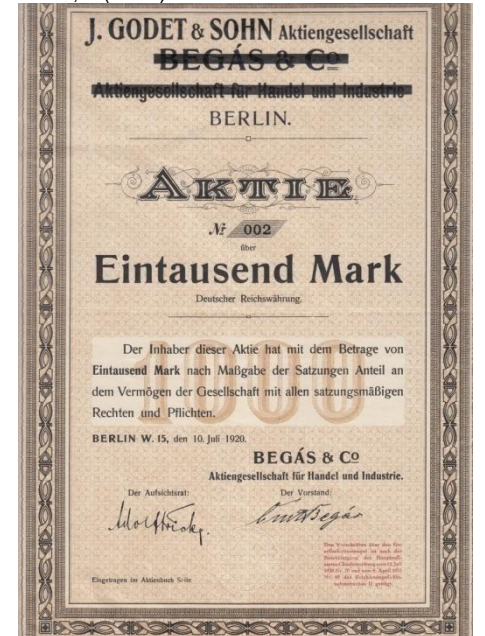 J. GODET & SOHN Aktiengesellschaft
BEGÁS & Cº
Aktiengesellschaft für Handel und Industrie
BERLIN.
AKTIE
№ 002
über
Eintausend Mark
Deutscher Reichswährung.
1000
Der Inhaber dieser Aktie hat mit dem Betrage von
Eintausend Mark nach Maßgabe der Satzungen Anteil an
dem Vermögen der Gesellschaft mit allen satzungsmäßigen
Rechten und Pflichten.
BERLIN W. 15, den 10. Juli 1920.
BEGÁS & Cº
Aktiengesellschaft für Handel und Industrie.
Der Aufsichtsrat:
Der Vorstand:
Eingetragen im Aktienbuch Seite